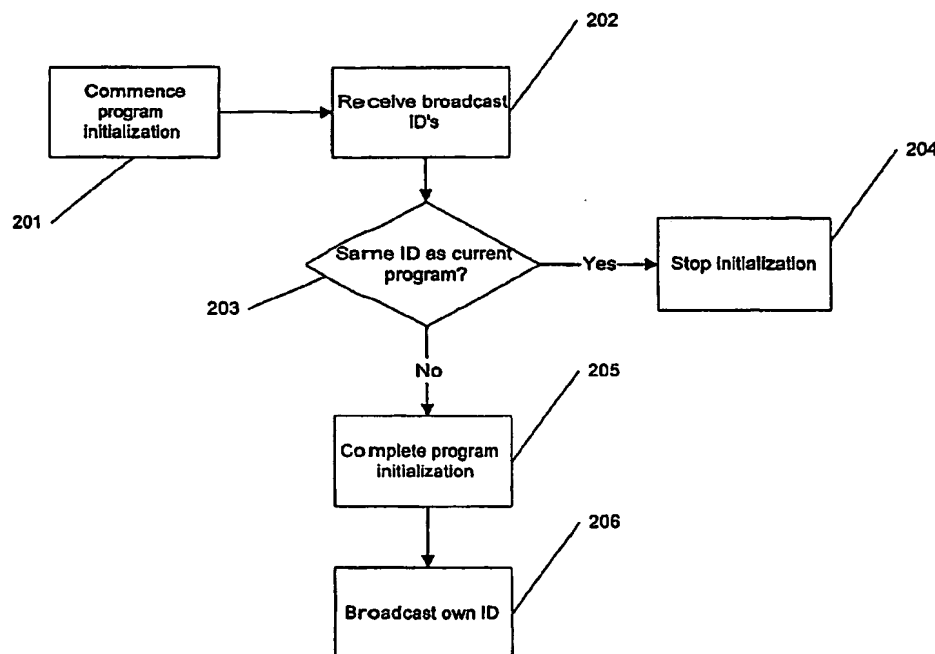 202
Commence
program
initialization
Receive broadcast
ID's
201
204
Same ID as current
program?
Yes
Stop initialization
203
No
205
Complete program
initialization
206
Broadcast own ID